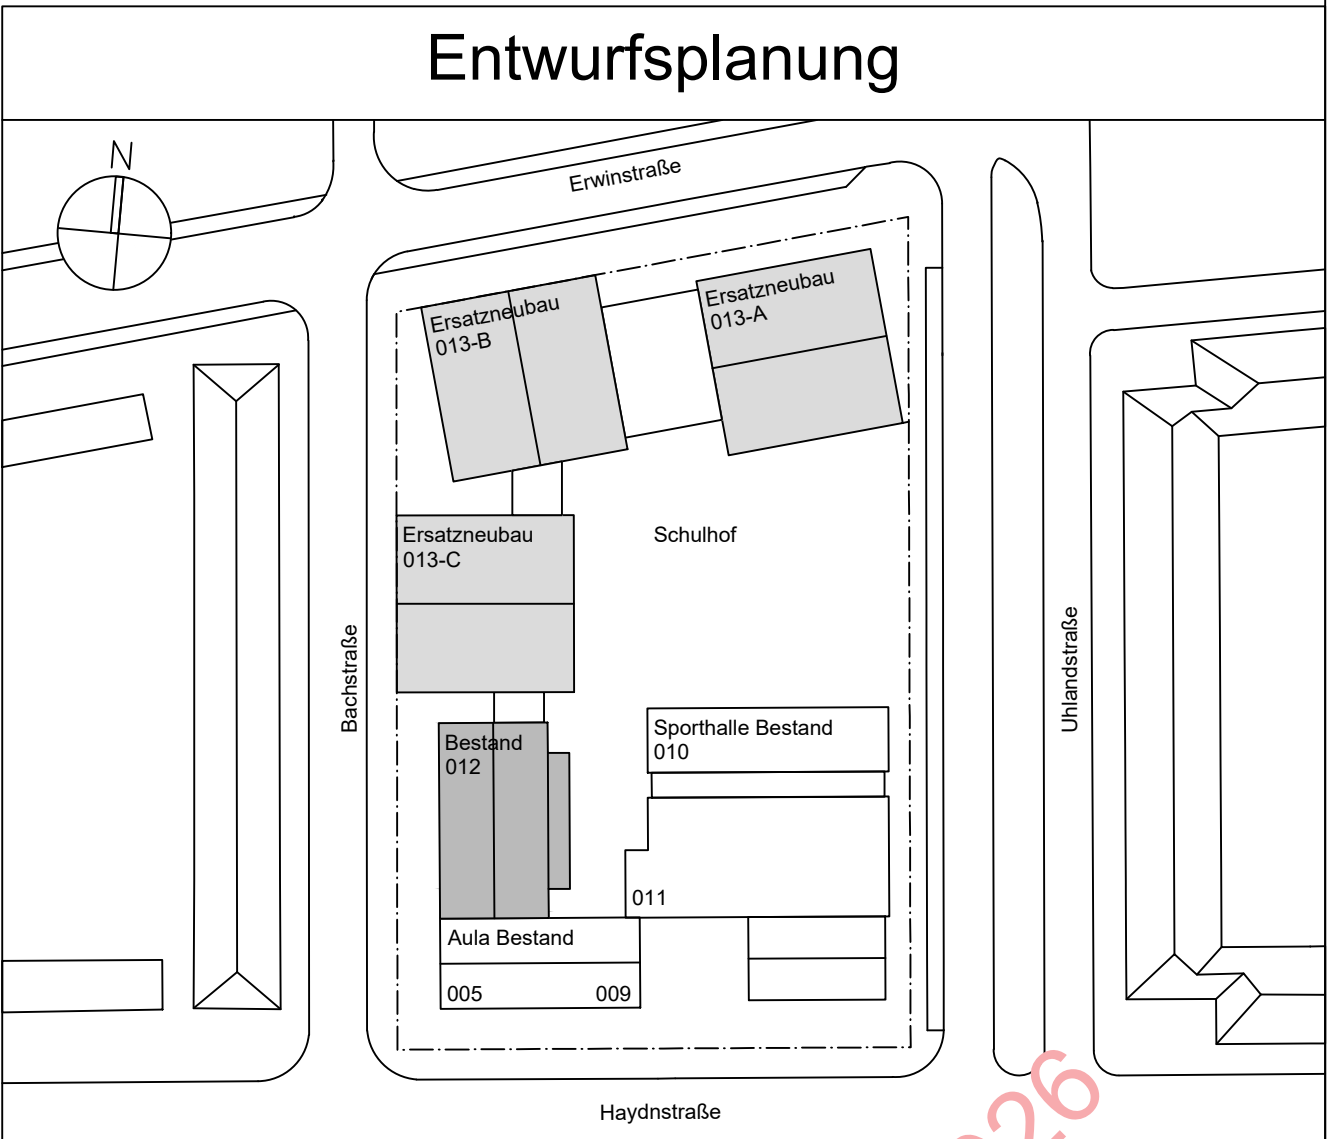 Entwurfsplanung
N
Erwinstraße
Ersatzneubau
013-B
Ersatzneubau
013-A
Ersatzneubau
013-C
Schulhof
Bachstraße
Uhlandstraße
Bestand
012
Sporthalle Bestand
010
011
Aula Bestand
005 009
Haydnstraße
26